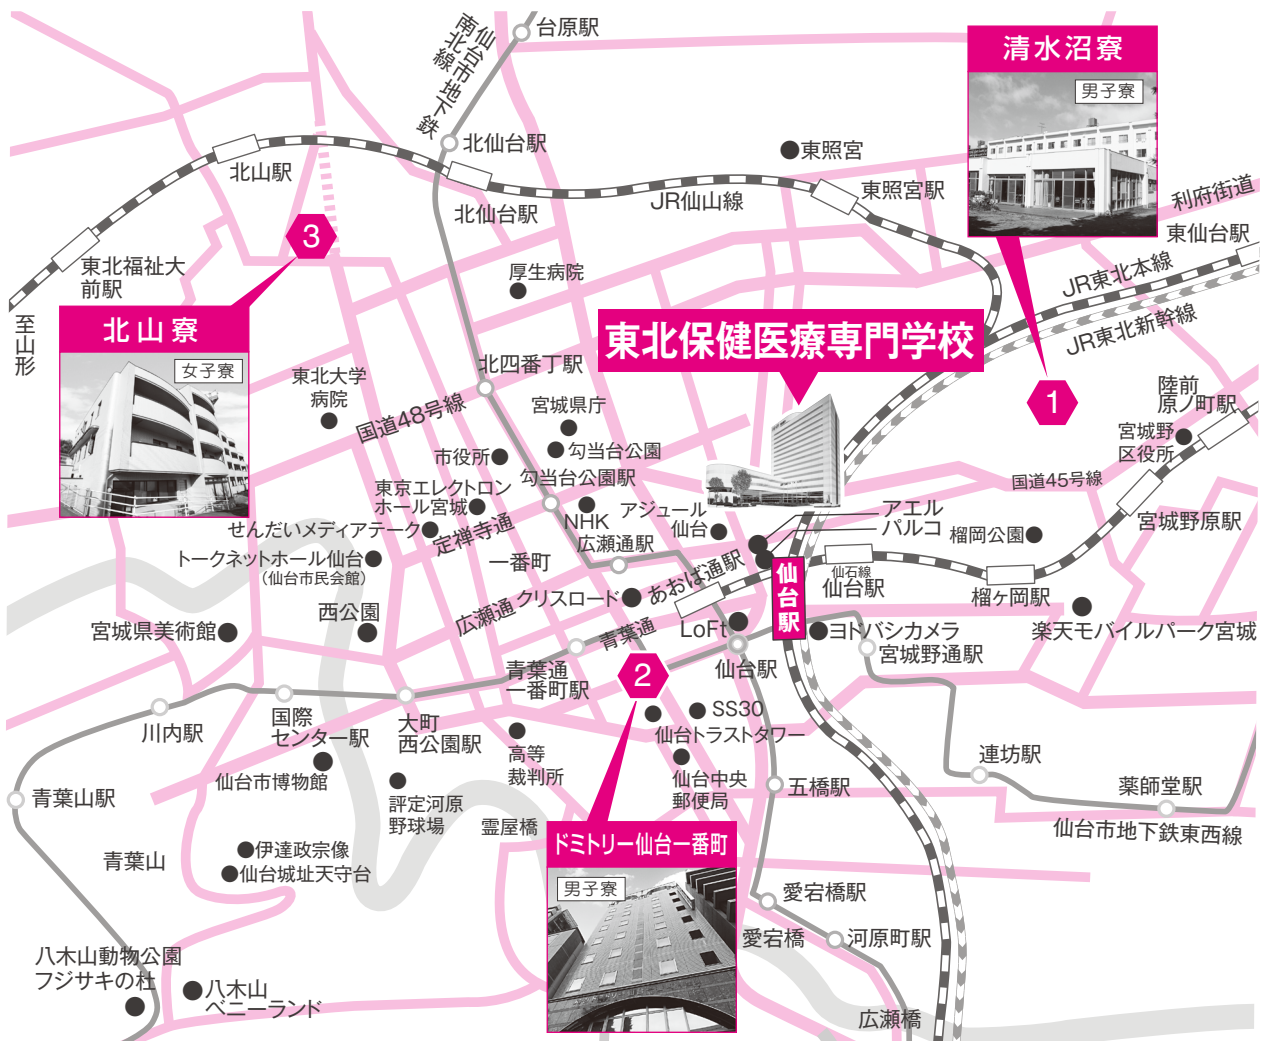 台原駅
仙台市地下鉄
南北線
清水沼寮
男子寮
北仙台駅
東照宮
北山駅
北仙台駅
JR仙山線
東照宮駅
利府街道
東仙台駅
3
東北福祉大
前駅
厚生病院
JR東北本線
JR東北新幹線
至山形
北山寮
女子寮
東北保健医療専門学校
東北大学
病院
北四番丁駅
1
陸前
原ノ町駅
国道48号線
宮城県庁
宮城野
区役所
市役所
勾当台公園
勾当台公園駅
国道45号線
東京エレクトロン
ホール宮城
アジュール
仙台
アエル
パルコ
宮城野原駅
せんだいメディアテーク
定禅寺通
NHK
広瀬通駅
榴岡公園
トークネットホール仙台
(仙台市民会館)
一番町
あおば通駅
仙台駅
仙石線
仙台駅
榴ヶ岡駅
西公園
広瀬通
クリスロード
宮城県美術館
青葉通
LoFt
ヨドバシカメラ
楽天モバイルパーク宮城
宮城野通駅
青葉通
一番町駅
2
仙台駅
川内駅
国際
センター駅
大町
西公園駅
SS30
仙台トラストタワー
高等
裁判所
連坊駅
仙台市博物館
仙台中央
郵便局
青葉山駅
評定河原
野球場
五橋駅
薬師堂駅
霊屋橋
仙台市地下鉄東西線
ドミトリー仙台一番町
男子寮
青葉山
伊達政宗像
仙台城址天守台
愛宕橋駅
愛宕橋
河原町駅
八木山動物公園
フジサキの杜
八木山
ベニーランド
広瀬橋